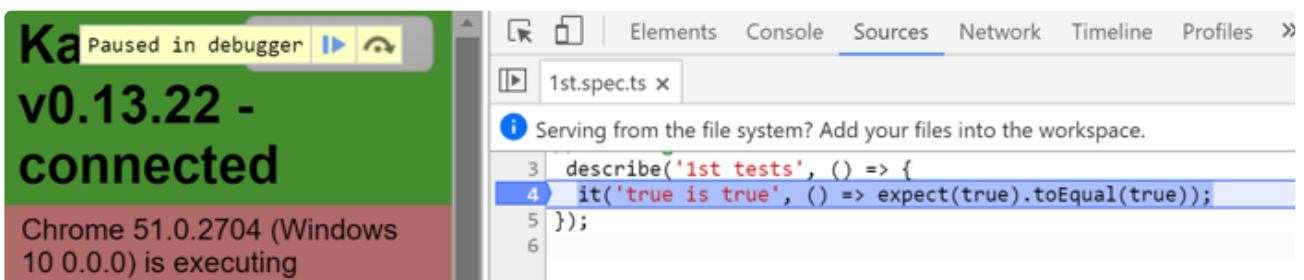 Ka
Paused in debugger
v0.13.22 -
connected
Chrome 51.0.2704 (Windows
10 0.0.0) is executing
Elements Console Sources Network Timeline Profiles »
1st.spec.ts ×
Serving from the file system? Add your files into the workspace.
3 describe('1st tests', () => {
4 it('true is true', () => expect(true).toEqual(true));
5 });
6